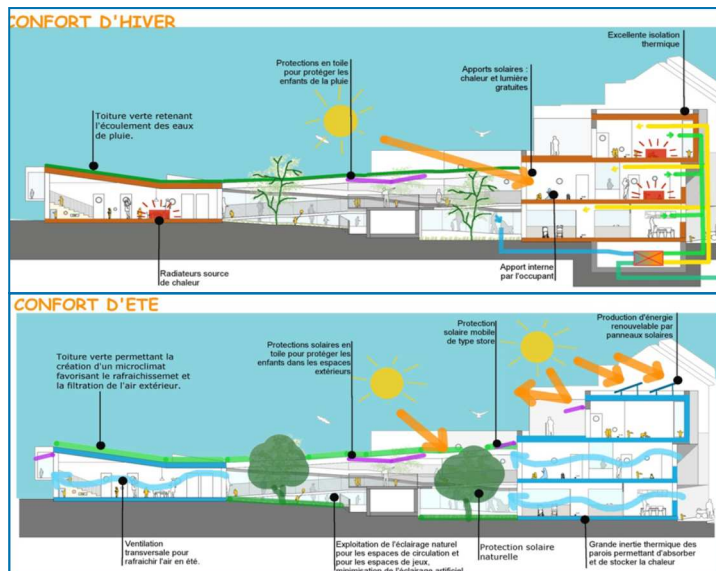 CONFORT D'HIVER
Excellente isolation
thermique
Protections en toile
pour protéger les
enfants de la pluie
Apports solaires :
chaleur et lumière
gratuites
Toiture verte retenant
l'écoulement des eaux
de pluie.
Radiateurs source
de chaleur
Apport interne
par l'occupant
CONFORT D'ETE
Production d'énergie
renouvelable par
panneaux solaires
Protection
solaire mobile
de type store
Protections solaires en
toile pour protéger les
enfants dans les espaces
extérieurs
Toiture verte permettant la
création d'un microclimat
favorisant le rafraichissemet et
la filtration de l'air extérieur.
Ventilation
transversale pour
rafraichir l'air en été.
Exploitation de l'éclairage naturel
pour les espaces de circulation et
pour les espaces de jeux,
minimisation de l'éclairage artificiel
Protection solaire
naturelle
Grande inertie thermique des
parois permettant d'absorber
et de stocker la chaleur